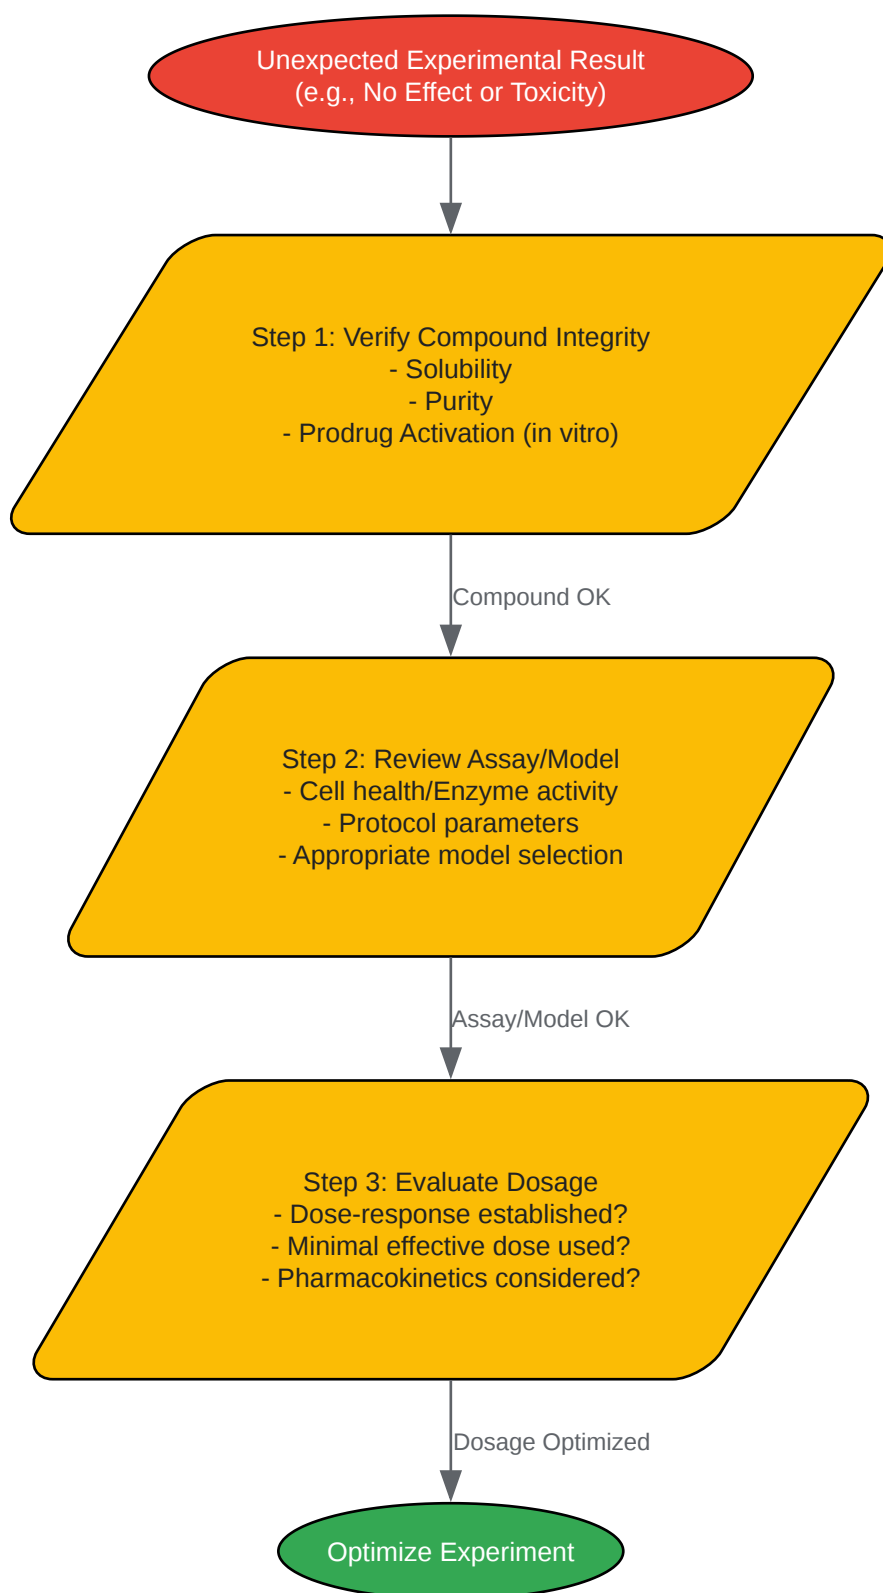 Unexpected Experimental Result
(e.g., No Effect or Toxicity)
Step 1: Verify Compound Integrity
- Solubility
- Purity
- Prodrug Activation (in vitro)
Compound OK
Step 2: Review Assay/Model
- Cell health/Enzyme activity
- Protocol parameters
- Appropriate model selection
Assay/Model OK
Step 3: Evaluate Dosage
- Dose-response established?
- Minimal effective dose used?
- Pharmacokinetics considered?
Dosage Optimized
Optimize Experiment